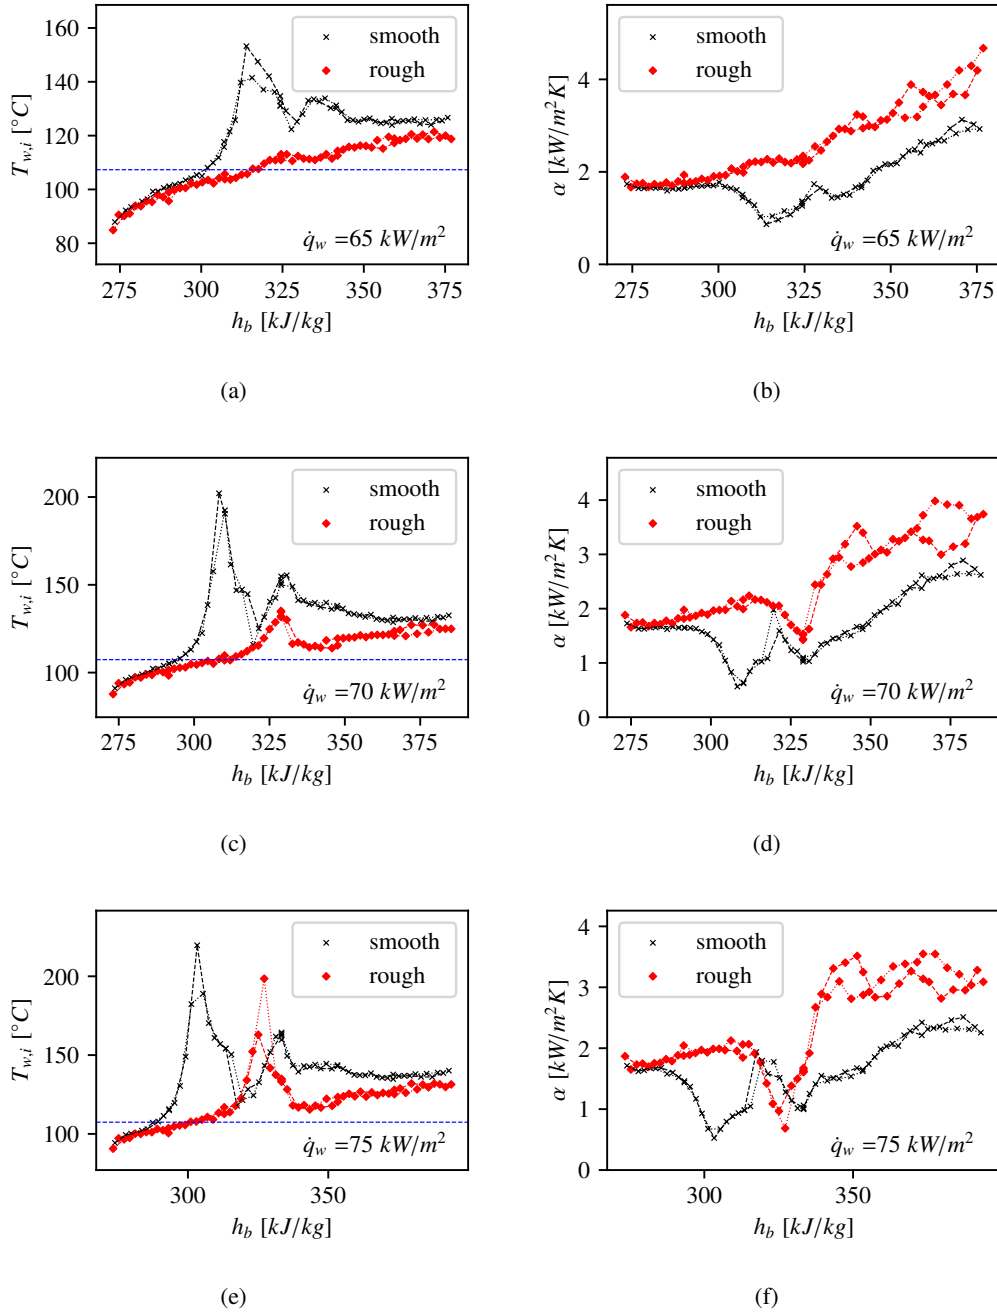 160
140
120
100
80
T_{w,i} [°C]
smooth
rough
q̇_w =65 kW/m²
275 300 325 350 375
h_b [kJ/kg]
(a)
4
2
0
α [kW/m²K]
smooth
rough
q̇_w =65 kW/m²
275 300 325 350 375
h_b [kJ/kg]
(b)
200
150
100
T_{w,i} [°C]
smooth
rough
q̇_w =70 kW/m²
275 300 325 350 375
h_b [kJ/kg]
(c)
4
3
2
1
0
α [kW/m²K]
smooth
rough
q̇_w =70 kW/m²
275 300 325 350 375
h_b [kJ/kg]
(d)
200
150
100
T_{w,i} [°C]
smooth
rough
q̇_w =75 kW/m²
300 350
h_b [kJ/kg]
(e)
4
3
2
1
0
α [kW/m²K]
smooth
rough
q̇_w =75 kW/m²
300 350
h_b [kJ/kg]
(f)